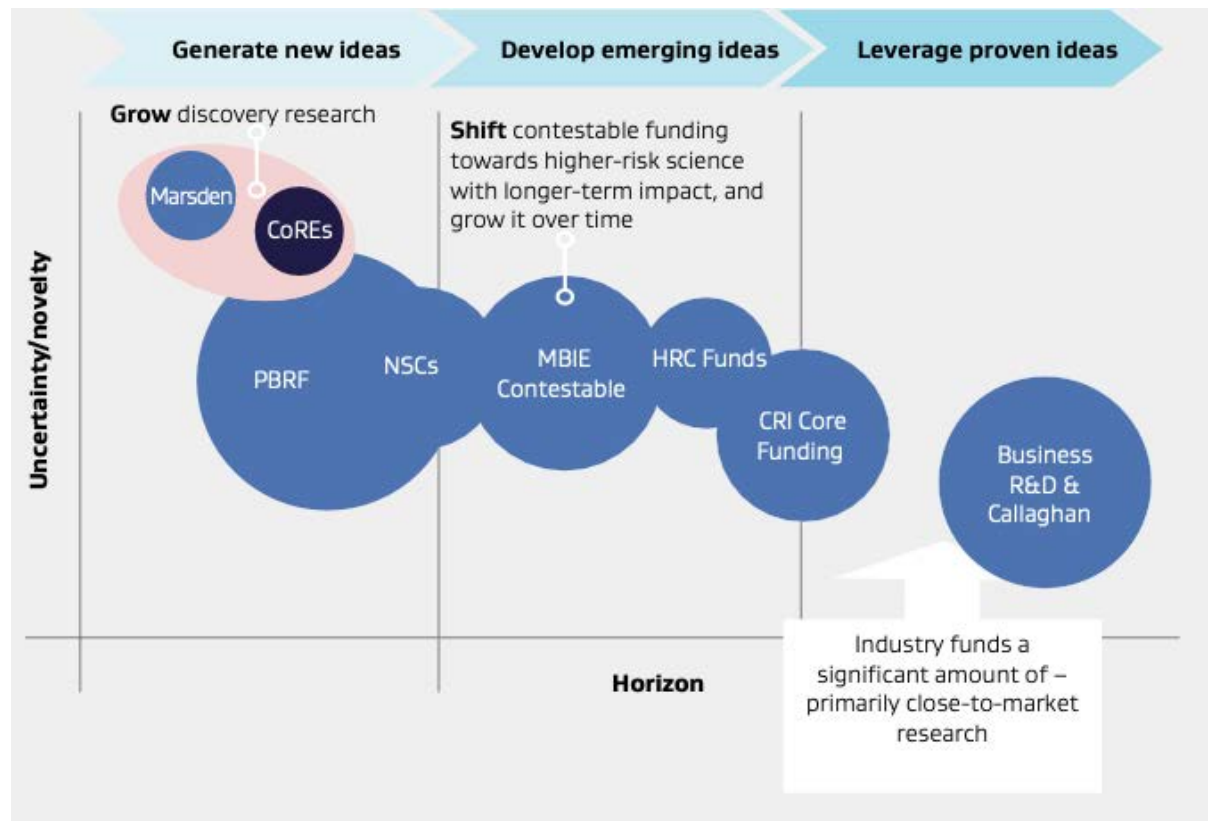 Generate new ideas
Develop emerging ideas
Leverage proven ideas
Grow discovery research
Shift contestable funding
towards higher-risk science
with longer-term impact, and
grow it over time
Marsden
CoREs
Uncertainty/novelty
PBRF
NSCs
MBIE
Contestable
HRC Funds
CRI Core
Funding
Business
R&D &
Callaghan
Industry funds a
significant amount of –
primarily close-to-market
research
Horizon